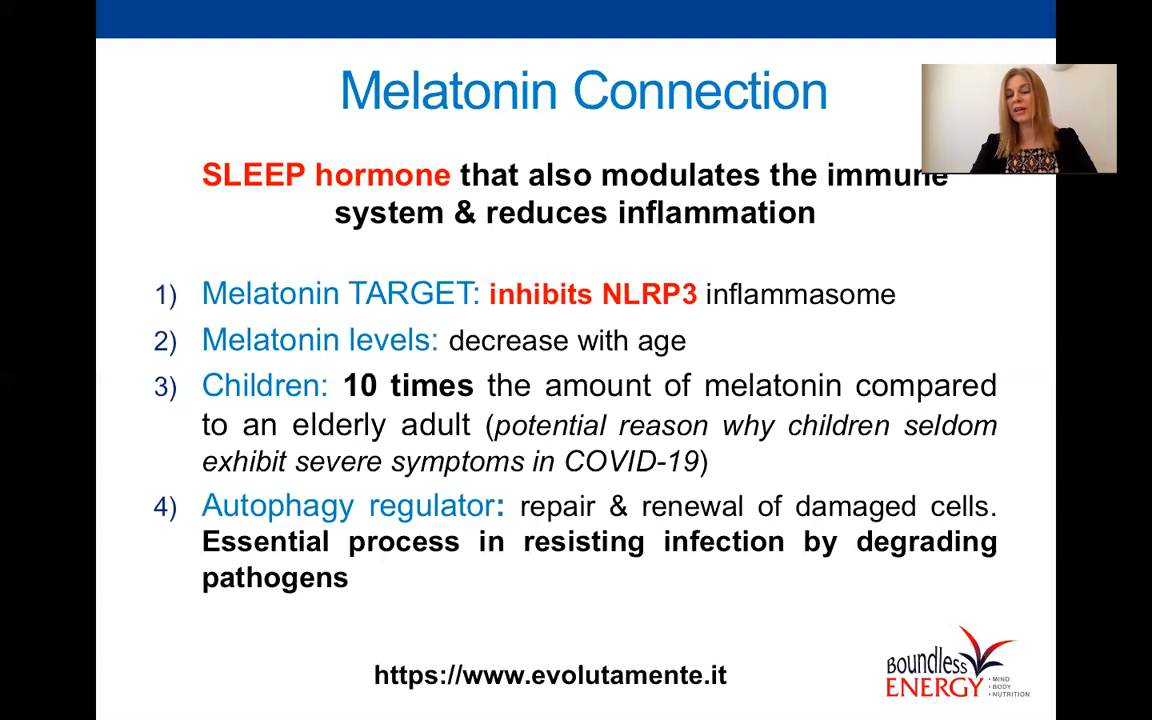 Melatonin Connection
SLEEP hormone that also modulates the immune
system & reduces inflammation
1) Melatonin TARGET: inhibits NLRP3 inflammasome
2) Melatonin levels: decrease with age
3) Children: 10 times the amount of melatonin compared
to an elderly adult (potential reason why children seldom
exhibit severe symptoms in COVID-19)
4) Autophagy regulator: repair & renewal of damaged cells.
Essential process in resisting infection by degrading
pathogens
https://www.evolutamente.it
Boundless
ENERGY
• MIND
• BODY
• NUTRITION